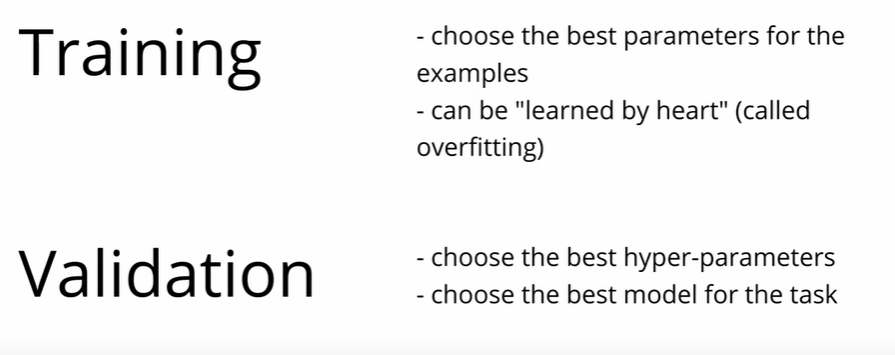 Training
- choose the best parameters for the
examples
- can be "learned by heart" (called
overfitting)
Validation
- choose the best hyper-parameters
- choose the best model for the task